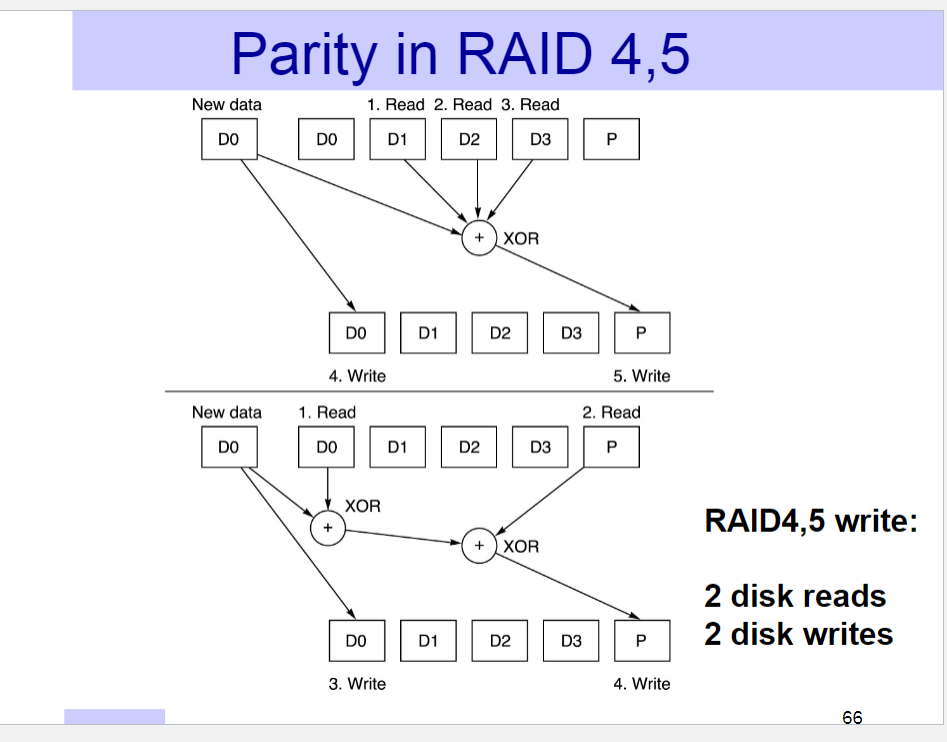 Parity in RAID 4,5
New data 1. Read 2. Read 3. Read
D0 D0 D1 D2 D3 P
+ XOR
D0 D1 D2 D3 P
4. Write 5. Write
New data 1. Read 2. Read
D0 D0 D1 D2 D3 P
XOR
+ + XOR
RAID4,5 write:
2 disk reads
2 disk writes
D0 D1 D2 D3 P
3. Write 4. Write
66